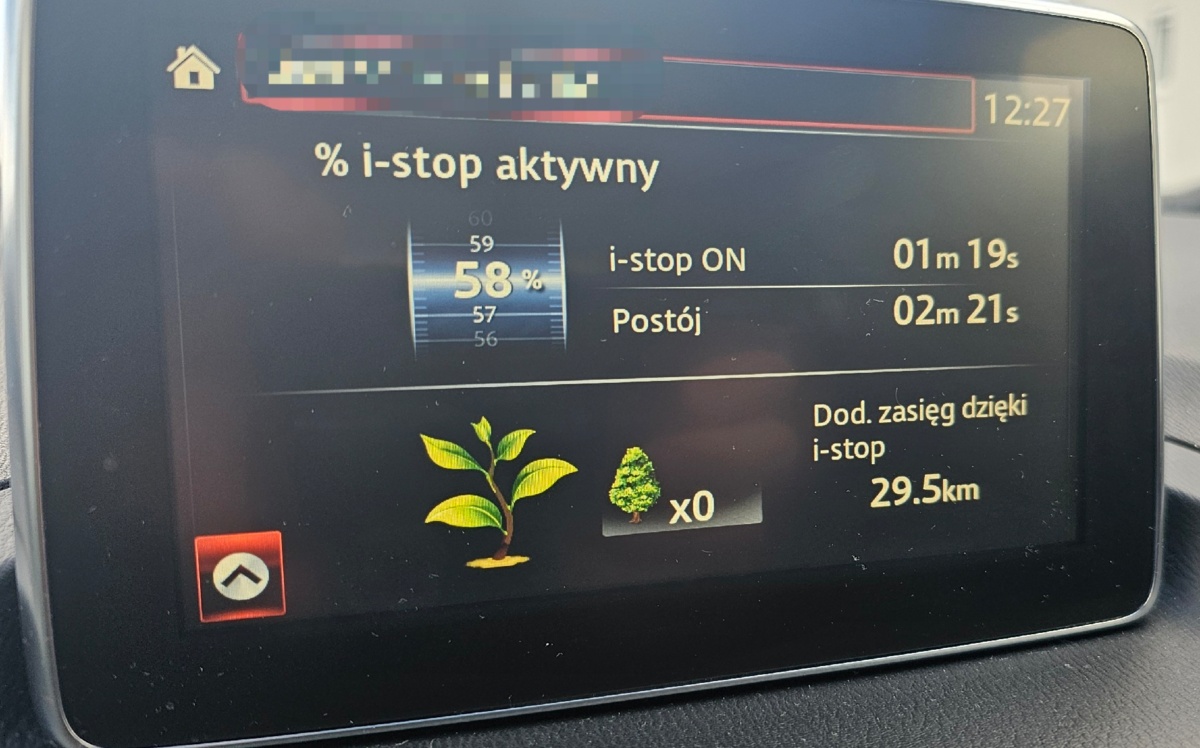 12:27
% i-stop aktywny
60
59
58 %
57
56
i-stop ON 01m 19s
Postój 02m 21s
Dod. zasięg dzięki
i-stop
29.5km
x0